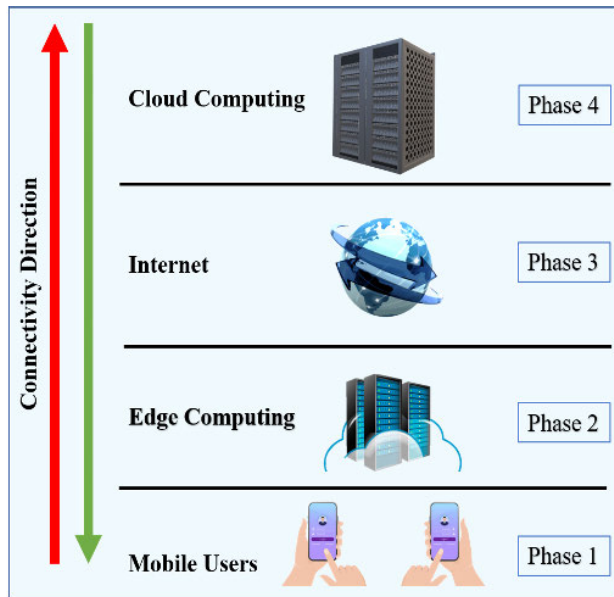 Connectivity Direction
Cloud Computing
Phase 4
Internet
Phase 3
Edge Computing
Phase 2
Mobile Users
Phase 1